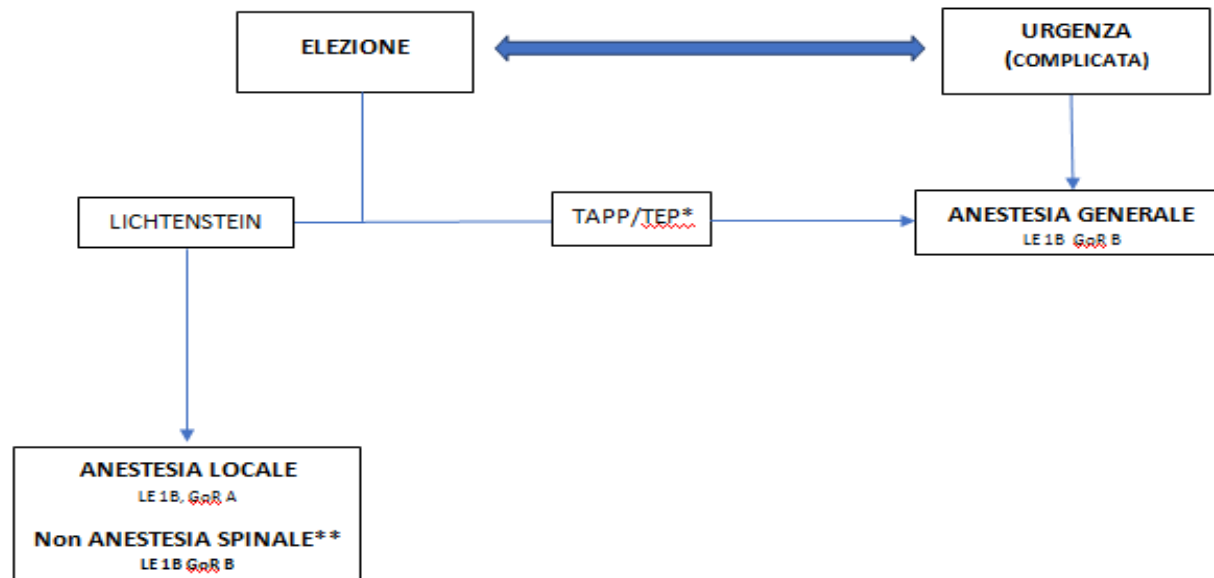 ELEZIONE
URGENZA
(COMPLICATA)
LICHTENSTEIN
TAPP/TEP*
ANESTESIA GENERALE
LE 1B GoR B
ANESTESIA LOCALE
LE 1B, GoR A
Non ANESTESIA SPINALE**
LE 1B GoR B